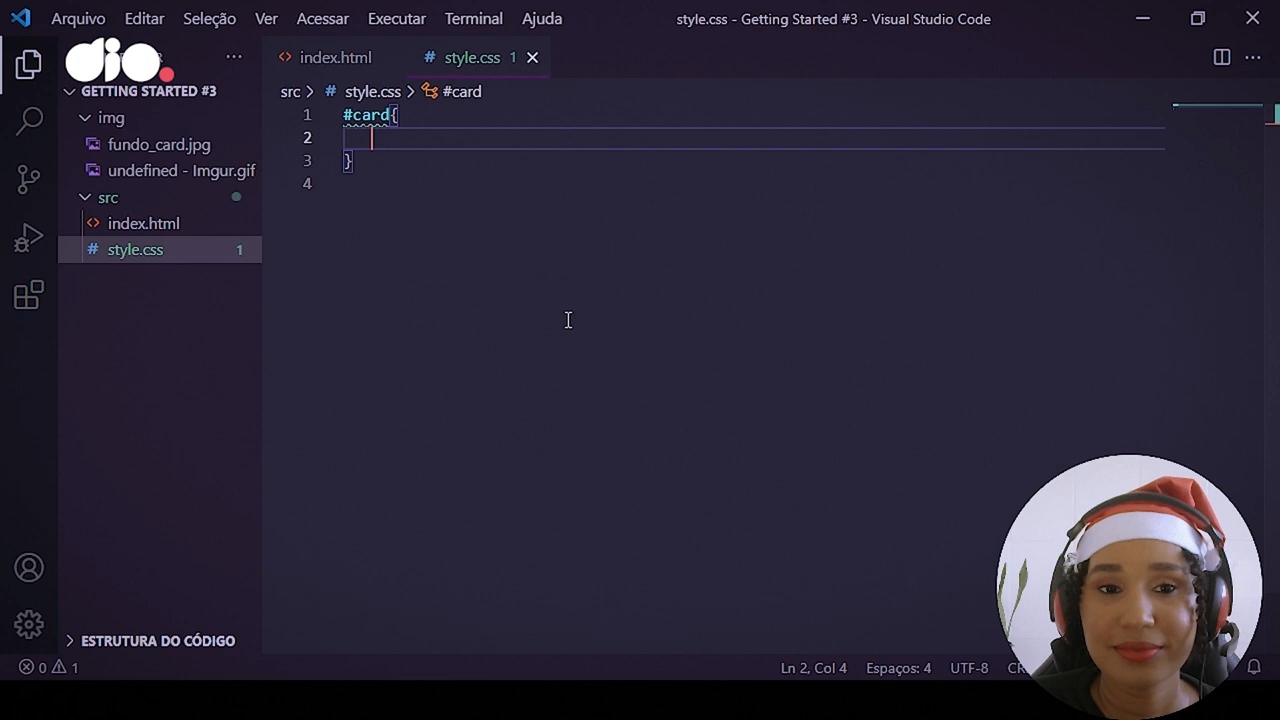 Arquivo Editar Seleção Ver Acessar Executar Terminal Ajuda style.css - Getting Started #3 - Visual Studio Code
dio. ··· index.html # style.css 1
GETTING STARTED #3
src > # style.css > #card
img
fundo_card.jpg
undefined - Imgur.gif
src
index.html
# style.css 1
1 #card{
2
3 }
4
ESTRUTURA DO CÓDIGO
0 1 Ln 2, Col 4 Espaços: 4 UTF-8